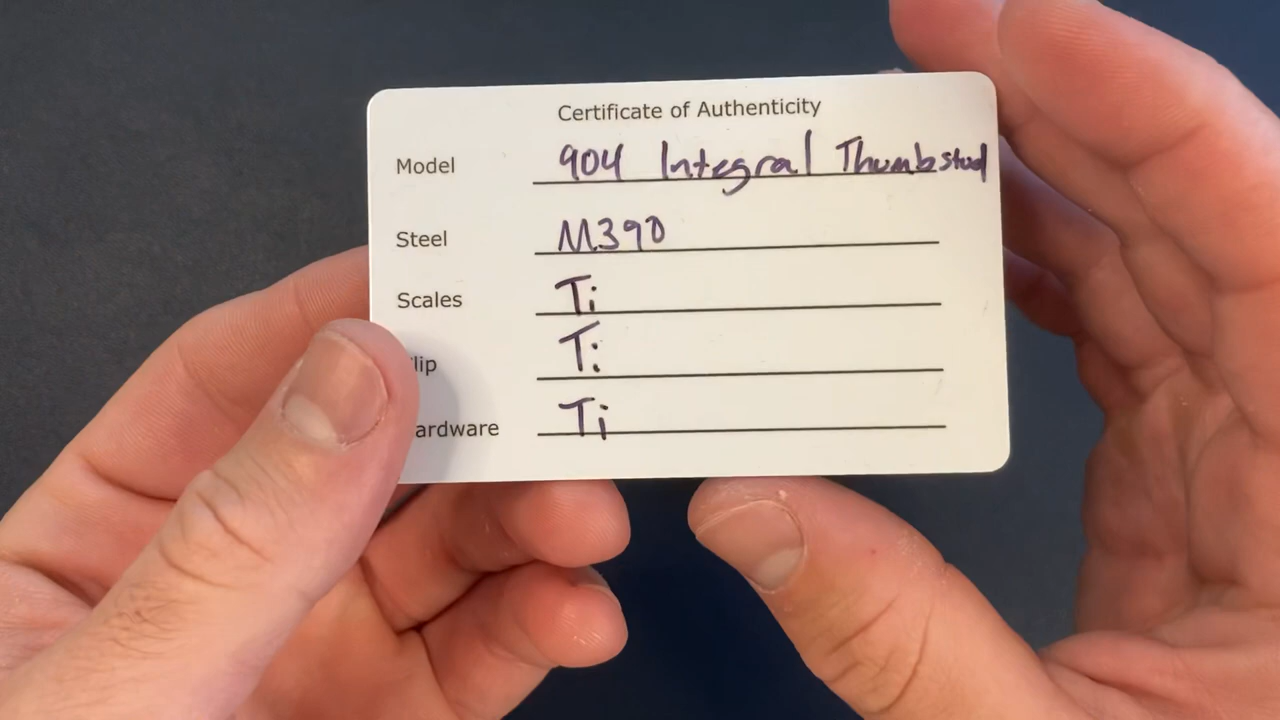 Certificate of Authenticity
Model 904 Integral Thumbstud
Steel M390
Scales Ti
lip Ti
ardware Ti